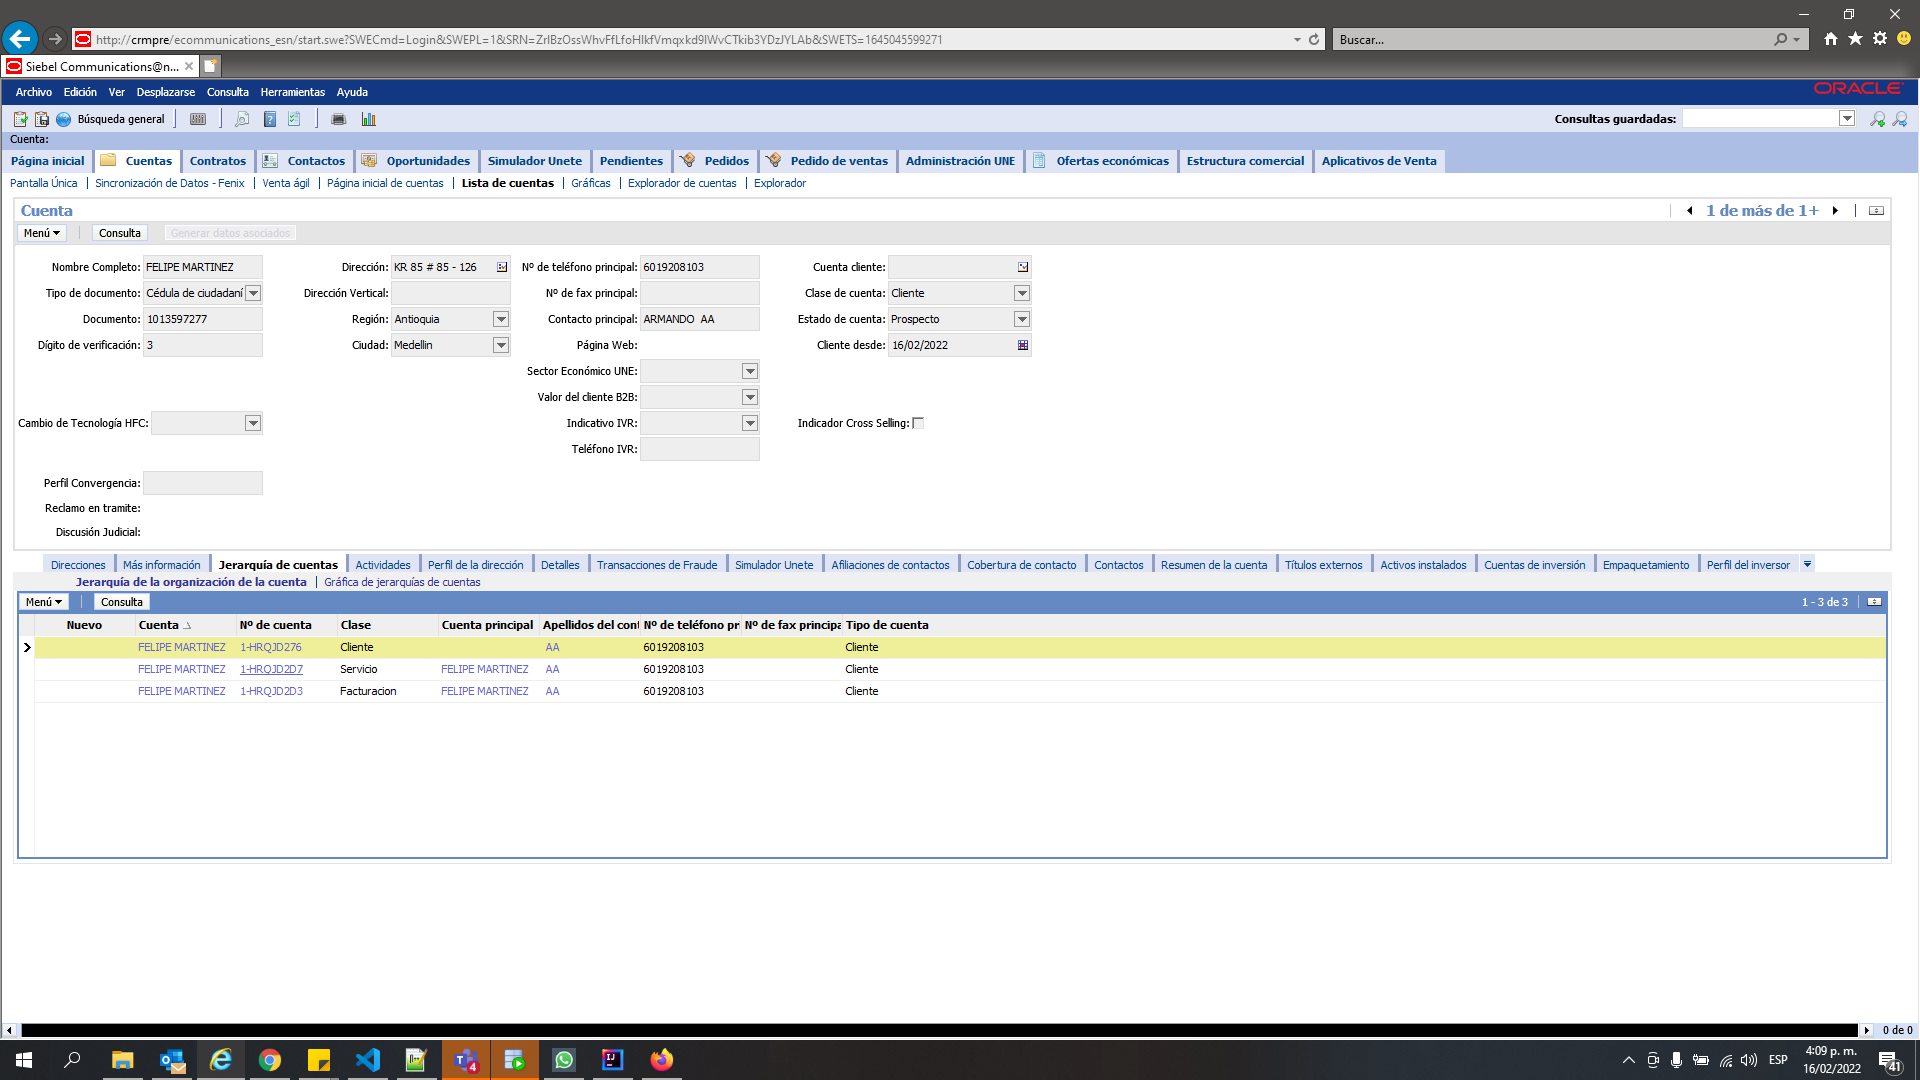 http://crmpre/ecommunications_esn/start.swe?SWECmd=Login&SWEPL=1&SRN=ZrIBzOssWhvFfLfoHIkfVmqxkd9IWvCTkib3YDzJYLAb&SWETS=1645045599271
Buscar...
Siebel Communications@n...
Archivo Edición Ver Desplazarse Consulta Herramientas Ayuda
ORACLE
Búsqueda general
Consultas guardadas:
Cuenta:
Página inicial Cuentas Contratos Contactos Oportunidades Simulador Unete Pendientes Pedidos Pedido de ventas Administración UNE Ofertas económicas Estructura comercial Aplicativos de Venta
Pantalla Única Sincronización de Datos - Fenix Venta ágil Página inicial de cuentas Lista de cuentas Gráficas Explorador de cuentas Explorador
Cuenta
1 de más de 1+
Menú Consulta Generar datos asociados
Nombre Completo: FELIPE MARTINEZ Dirección: KR 85 # 85 - 126 Nº de teléfono principal: 6019208103 Cuenta cliente:
Tipo de documento: Cédula de ciudadaní Dirección Vertical: Nº de fax principal: Clase de cuenta: Cliente
Documento: 1013597277 Región: Antioquia Contacto principal: ARMANDO AA Estado de cuenta: Prospecto
Dígito de verificación: 3 Ciudad: Medellin Página Web: Cliente desde: 16/02/2022
Sector Económico UNE:
Valor del cliente B2B:
Cambio de Tecnología HFC: Indicativo IVR: Indicador Cross Selling:
Teléfono IVR:
Perfil Convergencia:
Reclamo en tramite:
Discusión Judicial:
Direcciones Más información Jerarquía de cuentas Actividades Perfil de la dirección Detalles Transacciones de Fraude Simulador Unete Afiliaciones de contactos Cobertura de contacto Contactos Resumen de la cuenta Títulos externos Activos instalados Cuentas de inversión Empaquetamiento Perfil del inversor
Jerarquía de la organización de la cuenta Gráfica de jerarquías de cuentas
Menú Consulta 1 - 3 de 3
Nuevo Cuenta Nº de cuenta Clase Cuenta principal Apellidos del cont Nº de teléfono pr Nº de fax principa Tipo de cuenta
FELIPE MARTINEZ 1-HRQJD276 Cliente AA 6019208103 Cliente
FELIPE MARTINEZ 1-HRQJD2D7 Servicio FELIPE MARTINEZ AA 6019208103 Cliente
FELIPE MARTINEZ 1-HRQJD2D3 Facturacion FELIPE MARTINEZ AA 6019208103 Cliente
0 de 0
4
ESP
4:09 p. m.
16/02/2022
41